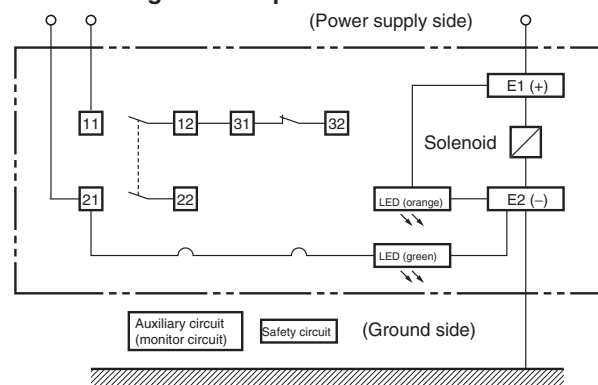 (Power supply side)
E1 (+)
11
12
31
32
Solenoid
21
22
LED (orange)
E2 (−)
LED (green)
Auxiliary circuit
(monitor circuit)
Safety circuit
(Ground side)